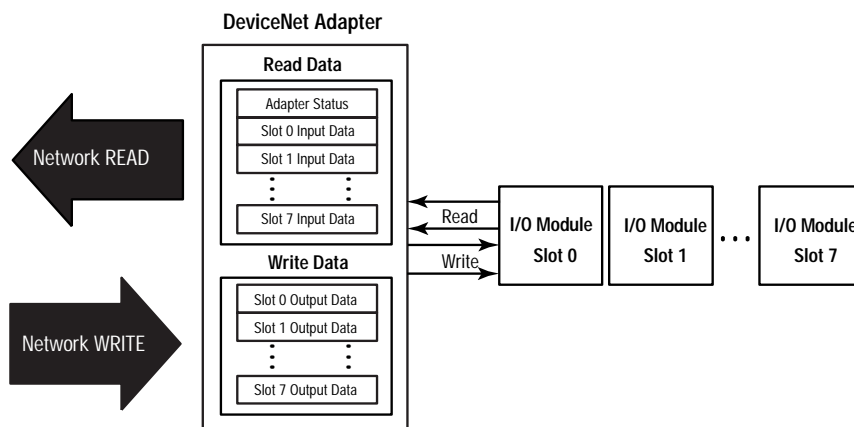 DeviceNet Adapter
Read Data
Adapter Status
Slot 0 Input Data
Slot 1 Input Data
Slot 7 Input Data
Network READ
Read
Write
I/O Module
Slot 0
I/O Module
Slot 1
I/O Module
Slot 7
Write Data
Slot 0 Output Data
Slot 1 Output Data
Slot 7 Output Data
Network WRITE